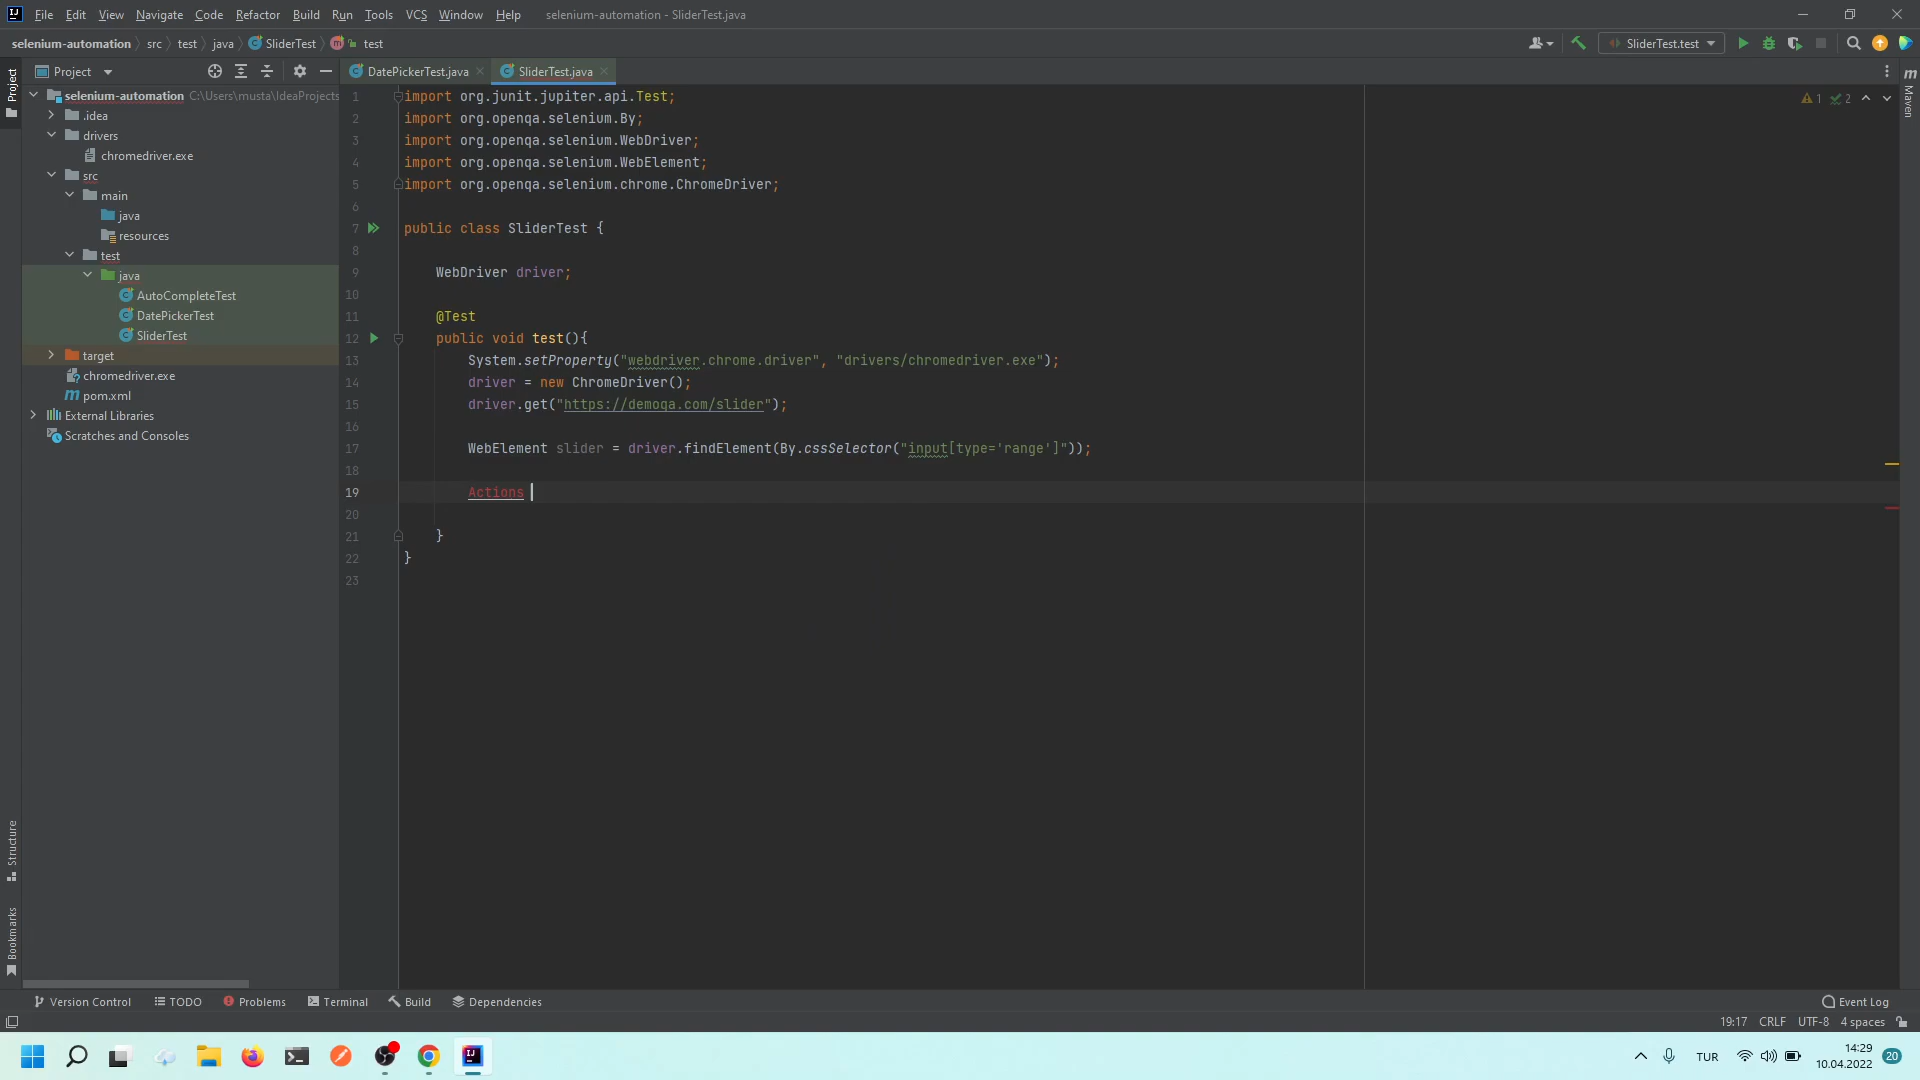 File Edit View Navigate Code Refactor Build Run Tools VCS Window Help selenium-automation - SliderTest.java
selenium-automation src test java SliderTest test
SliderTest.test
Project
DatePickerTest.java
SliderTest.java
selenium-automation C:\Users\musta\IdeaProjects
.idea
drivers
chromedriver.exe
src
main
java
resources
test
java
AutoCompleteTest
DatePickerTest
SliderTest
target
chromedriver.exe
pom.xml
External Libraries
Scratches and Consoles
1 import org.junit.jupiter.api.Test;
2 import org.openqa.selenium.By;
3 import org.openqa.selenium.WebDriver;
4 import org.openqa.selenium.WebElement;
5 import org.openqa.selenium.chrome.ChromeDriver;
6
7 public class SliderTest {
8
9 WebDriver driver;
10
11 @Test
12 public void test(){
13 System.setProperty("webdriver.chrome.driver", "drivers/chromedriver.exe");
14 driver = new ChromeDriver();
15 driver.get("https://demoqa.com/slider");
16
17 WebElement slider = driver.findElement(By.cssSelector("input[type='range']"));
18
19 Actions
20
21 }
22 }
23
1 2
Project
Structure
Bookmarks
m
Maven
Version Control TODO Problems Terminal Build Dependencies
Event Log
19:17 CRLF UTF-8 4 spaces
TUR
14:29
10.04.2022
20